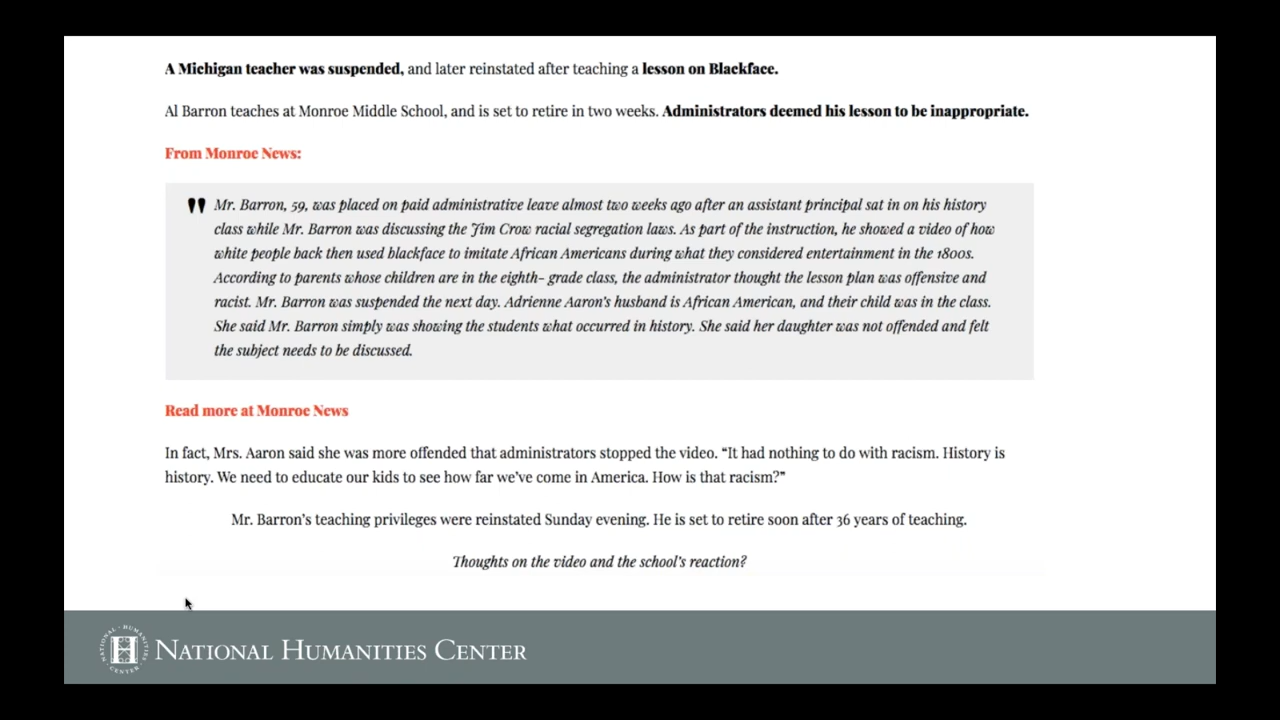 A Michigan teacher was suspended, and later reinstated after teaching a lesson on Blackface.
Al Barron teaches at Monroe Middle School, and is set to retire in two weeks. Administrators deemed his lesson to be inappropriate.
From Monroe News:
" Mr. Barron, 59, was placed on paid administrative leave almost two weeks ago after an assistant principal sat in on his history
class while Mr. Barron was discussing the Jim Crow racial segregation laws. As part of the instruction, he showed a video of how
white people back then used blackface to imitate African Americans during what they considered entertainment in the 1800s.
According to parents whose children are in the eighth- grade class, the administrator thought the lesson plan was offensive and
racist. Mr. Barron was suspended the next day. Adrienne Aaron's husband is African American, and their child was in the class.
She said Mr. Barron simply was showing the students what occurred in history. She said her daughter was not offended and felt
the subject needs to be discussed.
Read more at Monroe News
In fact, Mrs. Aaron said she was more offended that administrators stopped the video. “It had nothing to do with racism. History is
history. We need to educate our kids to see how far we've come in America. How is that racism?”
Mr. Barron's teaching privileges were reinstated Sunday evening. He is set to retire soon after 36 years of teaching.
Thoughts on the video and the school's reaction?
NATIONAL HUMANITIES CENTER
NATIONAL HUMANITIES CENTER